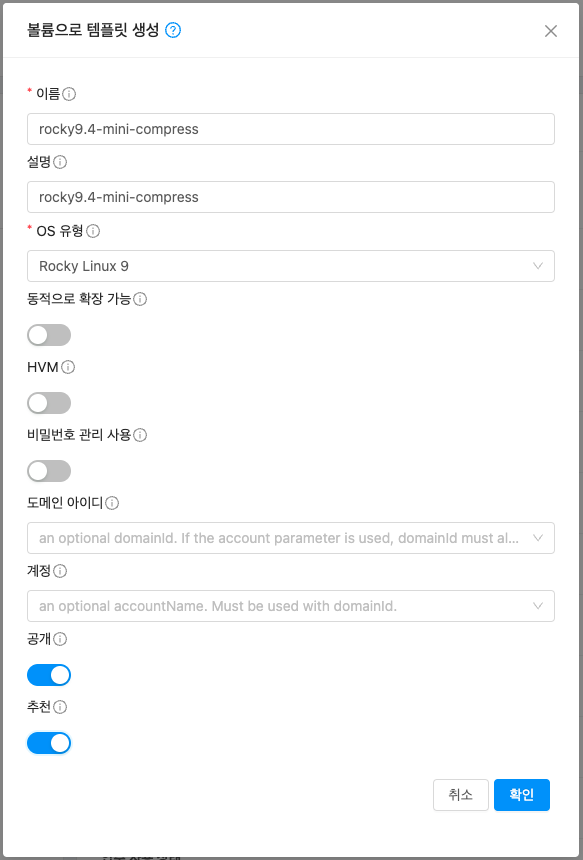 볼륨으로 템플릿 생성
* 이름
rocky9.4-mini-compress
설명
rocky9.4-mini-compress
* OS 유형
Rocky Linux 9
동적으로 확장 가능
HVM
비밀번호 관리 사용
도메인 아이디
an optional domainId. If the account parameter is used, domainId must al...
계정
an optional accountName. Must be used with domainId.
공개
추천
취소 확인